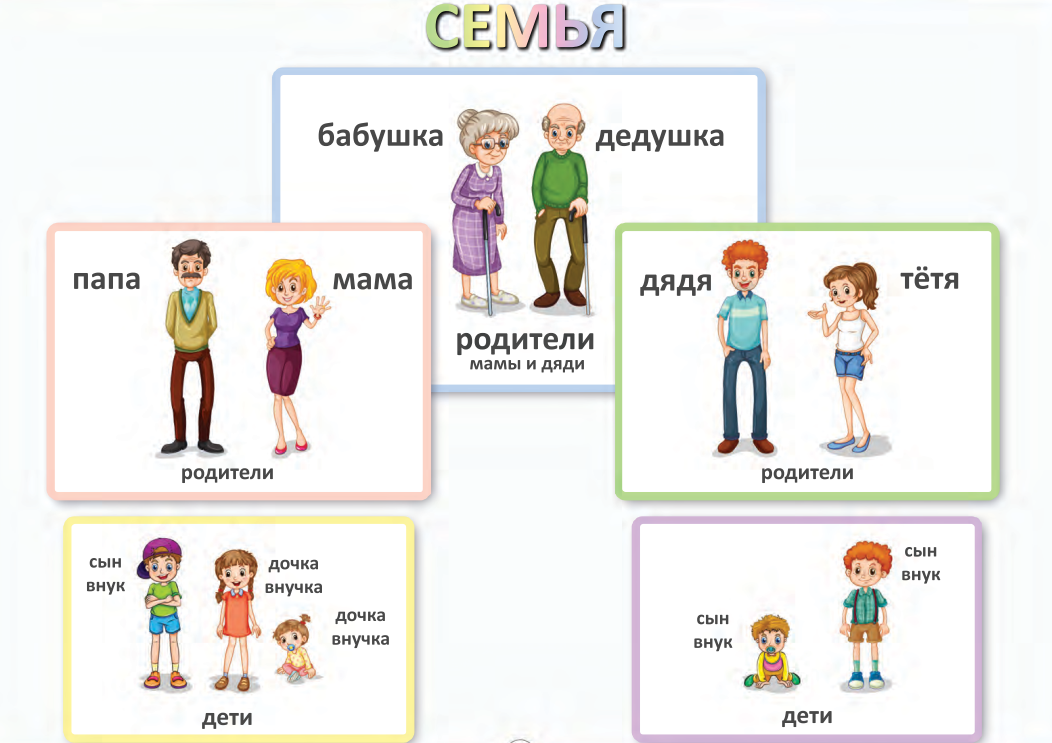 СЕМЬЯ
бабушка
дедушка
родители
мамы и дяди
папа
мама
родители
дядя
тётя
родители
сын
внук
дочка
внучка
дочка
внучка
дети
сын
внук
сын
внук
дети